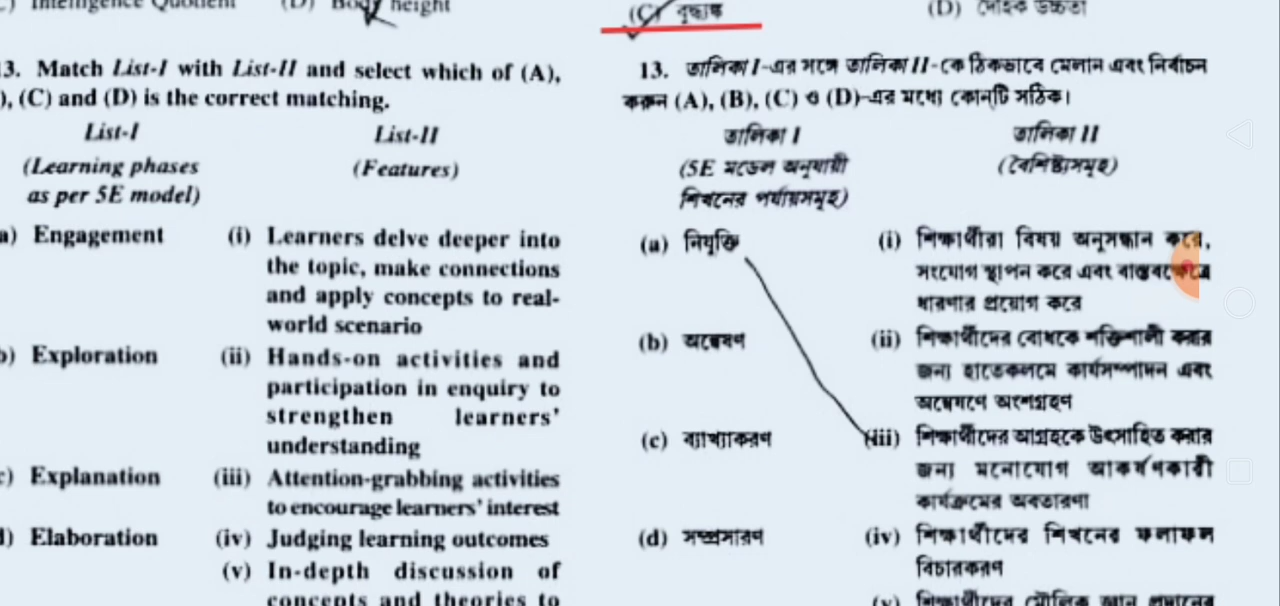 Intelligence Quotient (D) Body height
3. Match List-I with List-II and select which of (A),
), (C) and (D) is the correct matching.
List-I List-II
(Learning phases (Features)
as per 5E model)
a) Engagement (i) Learners delve deeper into
the topic, make connections
and apply concepts to real-
world scenario
b) Exploration (ii) Hands-on activities and
participation in enquiry to
strengthen learners'
understanding
c) Explanation (iii) Attention-grabbing activities
to encourage learners' interest
d) Elaboration (iv) Judging learning outcomes
(v) In-depth discussion of
concepts and theories to
(C) বৃদ্ধ্যঙ্ক (D) দৈহিক উচ্চতা
13. তালিকা I-এর সঙ্গে তালিকা II-কে ঠিকভাবে মেলান এবং নির্বাচন
করুন (A), (B), (C) ও (D)-এর মধ্যে কোন্‌টি সঠিক।
তালিকা I তালিকা II
(5E মডেল অনুযায়ী (বৈশিষ্ট্যসমূহ)
শিখনের পর্যায়সমূহ)
(a) নিযুক্তি (i) শিক্ষার্থীরা বিষয় অনুসন্ধান করে,
সংযোগ স্থাপন করে এবং বাস্তবক্ষেত্রে
ধারণার প্রয়োগ করে
(b) অন্বেষণ (ii) শিক্ষার্থীদের বোধকে শক্তিশালী করার
জন্য হাতেকলমে কার্যসম্পাদন এবং
অন্বেষণে অংশগ্রহণ
(c) ব্যাখ্যাকরণ (iii) শিক্ষার্থীদের আগ্রহকে উৎসাহিত করার
জন্য মনোযোগ আকর্ষণকারী
কার্যক্রমের অবতারণা
(d) সম্প্রসারণ (iv) শিক্ষার্থীদের শিখনের ফলাফল
বিচারকরণ
(v) শিক্ষার্থীদের মৌলিক জ্ঞান প্রদানের